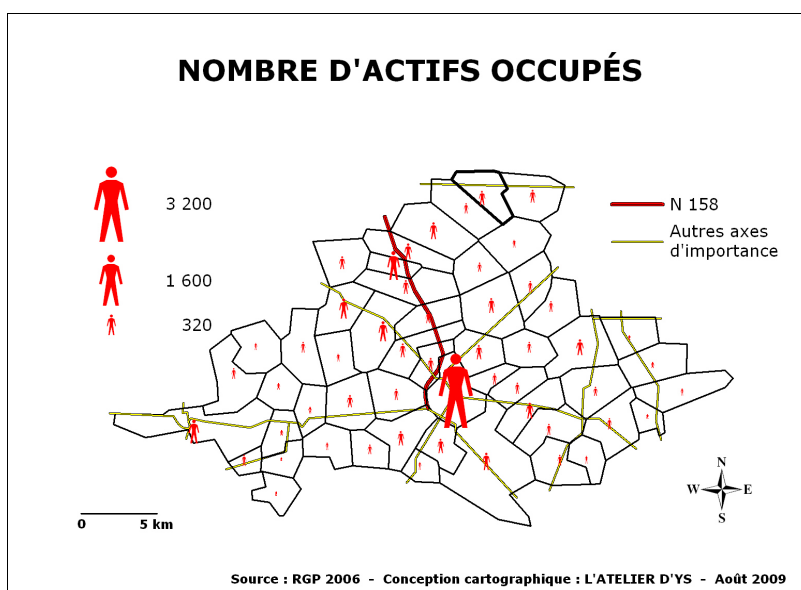 NOMBRE D'ACTIFS OCCUPÉS
3 200
1 600
320
N 158
Autres axes
d'importance
N
W E
S
0 5 km
Source : RGP 2006 - Conception cartographique : L'ATELIER D'YS - Août 2009